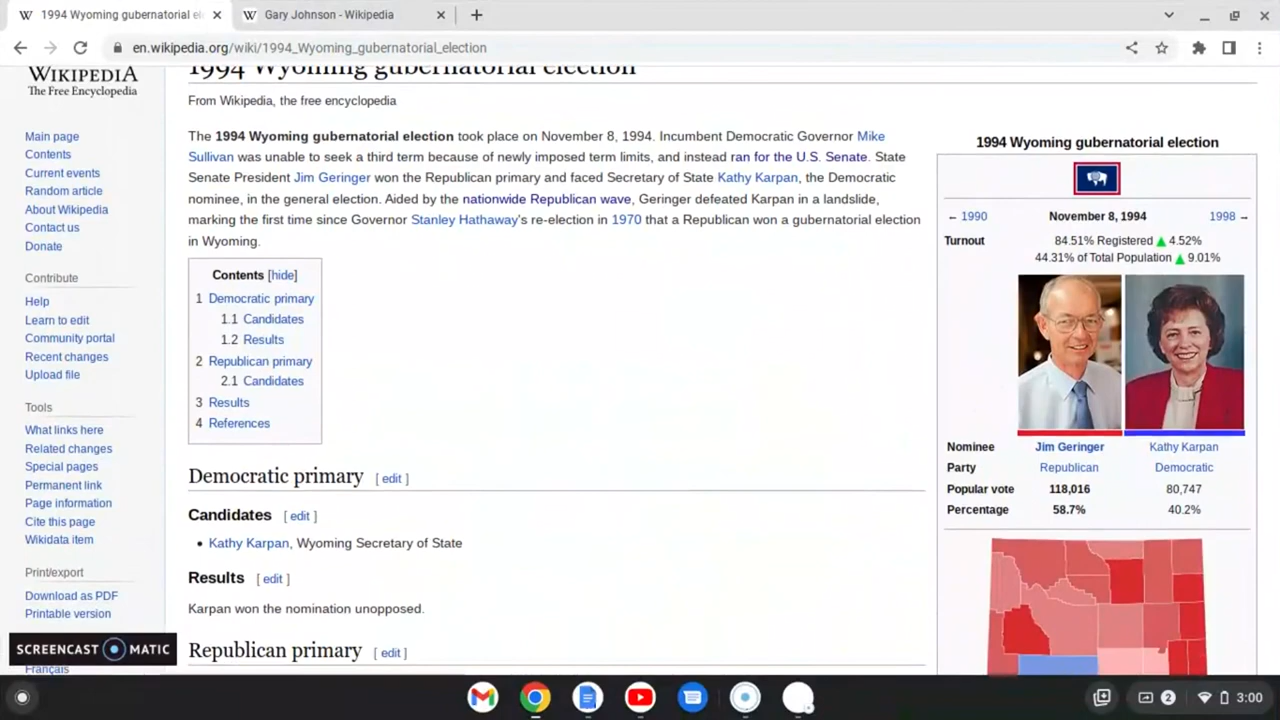 1994 Wyoming gubernatorial el
Gary Johnson - Wikipedia
en.wikipedia.org/wiki/1994_Wyoming_gubernatorial_election
WIKIPEDIA
The Free Encyclopedia
Main page
Contents
Current events
Random article
About Wikipedia
Contact us
Donate
Contribute
Help
Learn to edit
Community portal
Recent changes
Upload file
Tools
What links here
Related changes
Special pages
Permanent link
Page information
Cite this page
Wikidata item
Print/export
Download as PDF
Printable version
Français
SCREENCAST MATIC
1994 Wyoming gubernatorial election
From Wikipedia, the free encyclopedia
The 1994 Wyoming gubernatorial election took place on November 8, 1994. Incumbent Democratic Governor Mike
Sullivan was unable to seek a third term because of newly imposed term limits, and instead ran for the U.S. Senate. State
Senate President Jim Geringer won the Republican primary and faced Secretary of State Kathy Karpan, the Democratic
nominee, in the general election. Aided by the nationwide Republican wave, Geringer defeated Karpan in a landslide,
marking the first time since Governor Stanley Hathaway's re-election in 1970 that a Republican won a gubernatorial election
in Wyoming.
Contents [hide]
1 Democratic primary
1.1 Candidates
1.2 Results
2 Republican primary
2.1 Candidates
3 Results
4 References
Democratic primary [ edit ]
Candidates [ edit ]
• Kathy Karpan, Wyoming Secretary of State
Results [ edit ]
Karpan won the nomination unopposed.
Republican primary [ edit ]
1994 Wyoming gubernatorial election
← 1990 November 8, 1994 1998 →
Turnout 84.51% Registered ▲ 4.52%
44.31% of Total Population ▲ 9.01%
Nominee Jim Geringer Kathy Karpan
Party Republican Democratic
Popular vote 118,016 80,747
Percentage 58.7% 40.2%
2 3:00